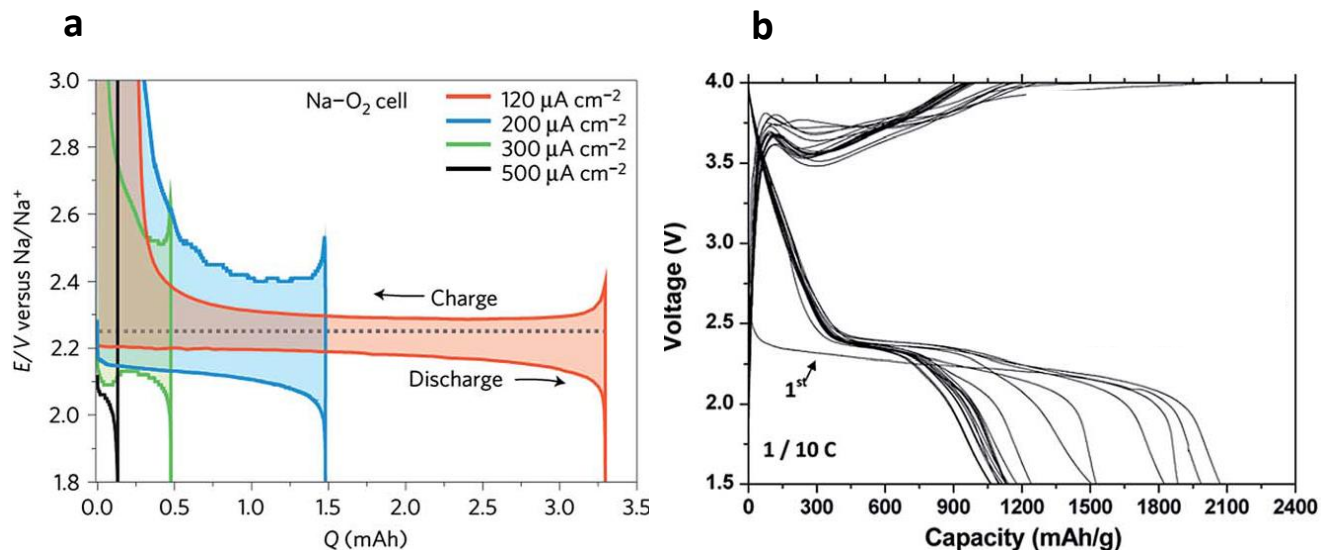 a
b
Na–O₂ cell
120 μA cm⁻²
200 μA cm⁻²
300 μA cm⁻²
500 μA cm⁻²
Charge
Discharge
E/V versus Na/Na⁺
3.0
2.8
2.6
2.4
2.2
2.0
1.8
0.0 0.5 1.0 1.5 2.0 2.5 3.0 3.5
Q (mAh)
Voltage (V)
4.0
3.5
3.0
2.5
2.0
1.5
1st
1 / 10 C
0 300 600 900 1200 1500 1800 2100 2400
Capacity (mAh/g)